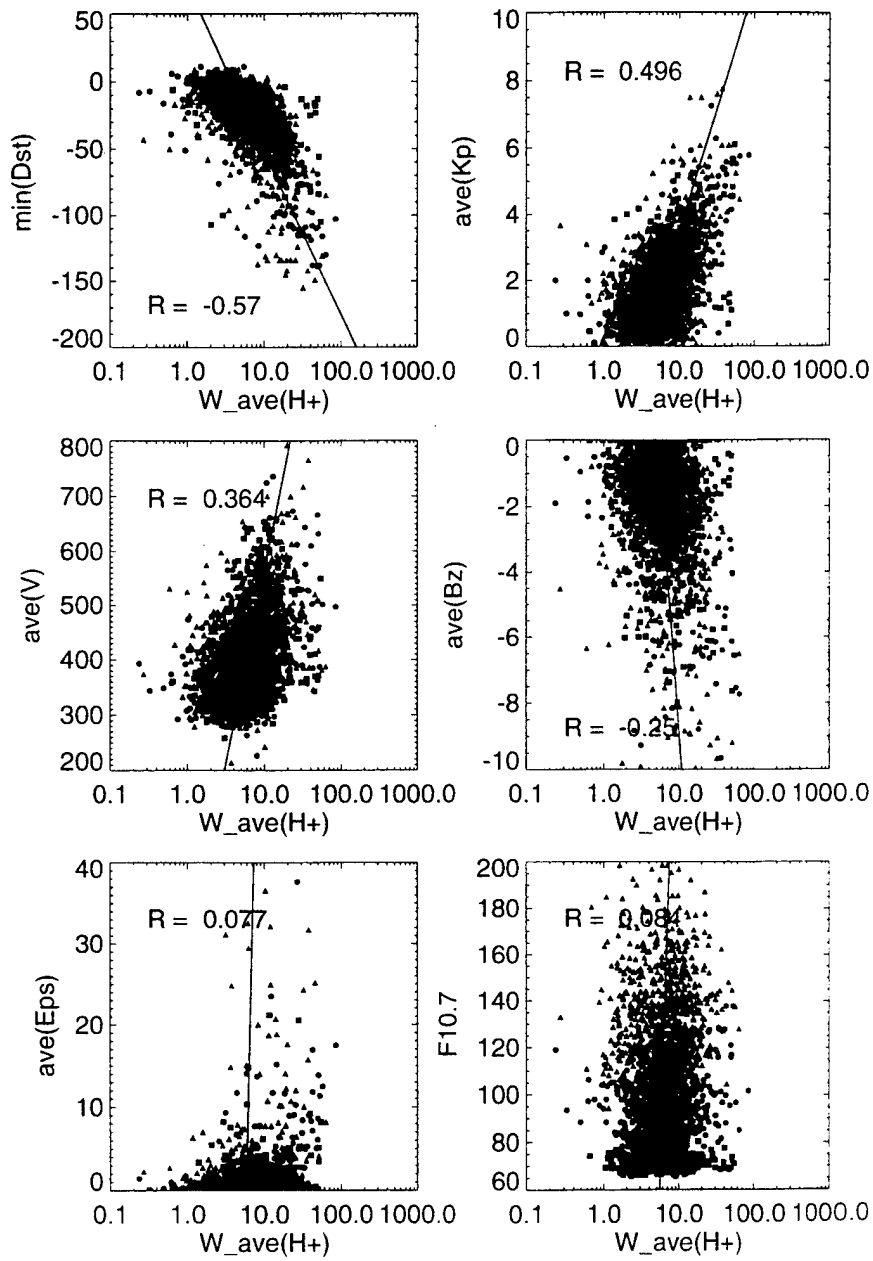 50
0
-50
-100
-150
-200
min(Dst)
R = -0.57
0.1 1.0 10.0 100.0 1000.0
W_ave(H+)
10
8
6
4
2
0
ave(Kp)
R = 0.496
0.1 1.0 10.0 100.0 1000.0
W_ave(H+)
800
700
600
500
400
300
200
ave(V)
R = 0.364
0.1 1.0 10.0 100.0 1000.0
W_ave(H+)
0
-2
-4
-6
-8
-10
ave(Bz)
R = -0.25
0.1 1.0 10.0 100.0 1000.0
W_ave(H+)
40
30
20
10
0
ave(Eps)
R = 0.077
0.1 1.0 10.0 100.0 1000.0
W_ave(H+)
200
180
160
140
120
100
80
60
F10.7
R = 0.084
0.1 1.0 10.0 100.0 1000.0
W_ave(H+)